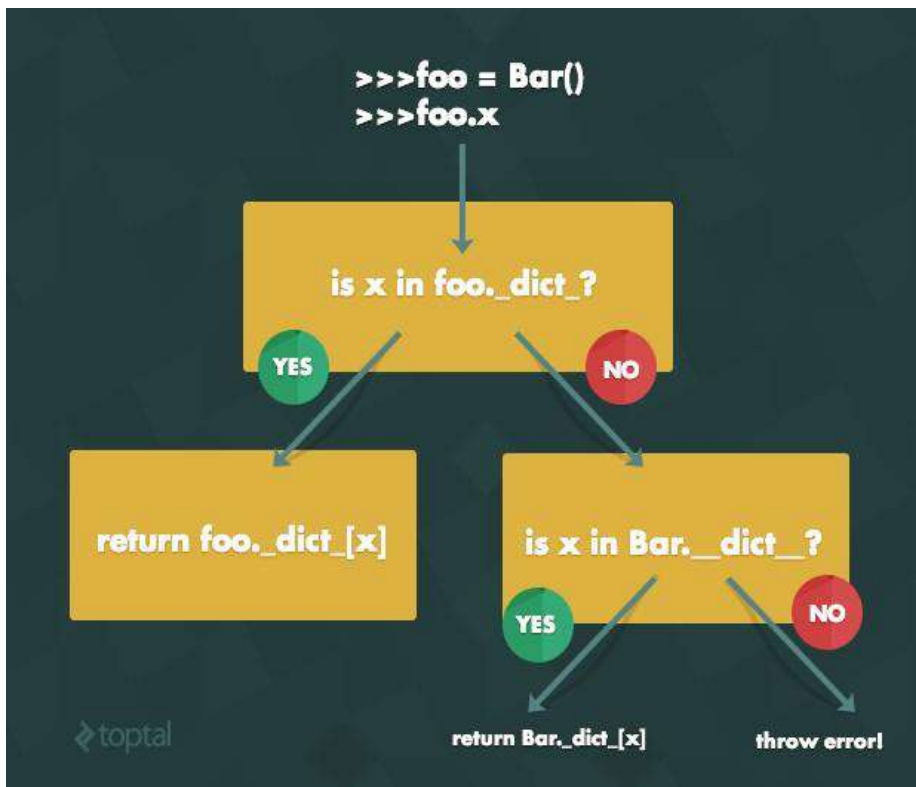 >>>foo = Bar()
>>>foo.x
is x in foo._dict_?
YES
NO
return foo._dict_[x]
is x in Bar.__dict__?
YES
NO
return Bar._dict_[x]
throw error!
toptal